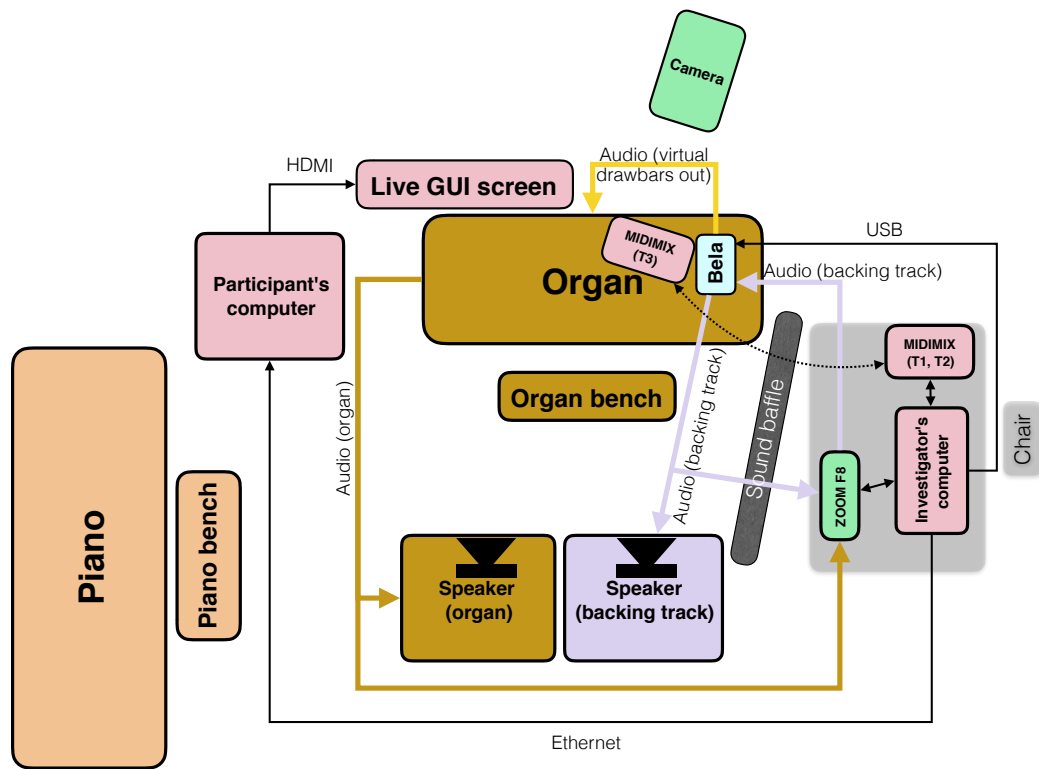 Camera
Audio (virtual
drawbars out)
HDMI
Live GUI screen
MIDIMIX
(T3)
Bela
USB
Audio (backing track)
Participant's
computer
Organ
MIDIMIX
(T1, T2)
Organ bench
Audio (organ)
Audio (backing track)
Sound baffle
Chair
ZOOM F8
Investigator's
computer
Piano
Piano bench
Speaker
(organ)
Speaker
(backing track)
Ethernet